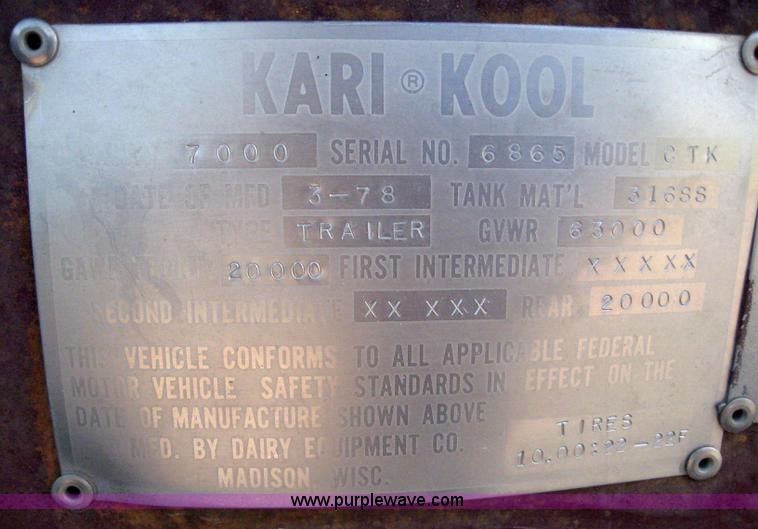 KARI ® KOOL
7000 SERIAL NO. 6865 MODEL CTK
DATE OF MFD 3-78 TANK MAT'L 316SS
TYPE TRAILER GVWR 63000
20000 FIRST INTERMEDIATE XXXXX
SECOND INTERMEDIATE XX XXX REAR 20000
THIS VEHICLE CONFORMS TO ALL APPLICABLE FEDERAL
MOTOR VEHICLE SAFETY STANDARDS IN EFFECT ON THE
DATE OF MANUFACTURE SHOWN ABOVE
TIRES
MFD. BY DAIRY EQUIPMENT CO.
10.00:22-22F
MADISON, WISC.
www.purplewave.com